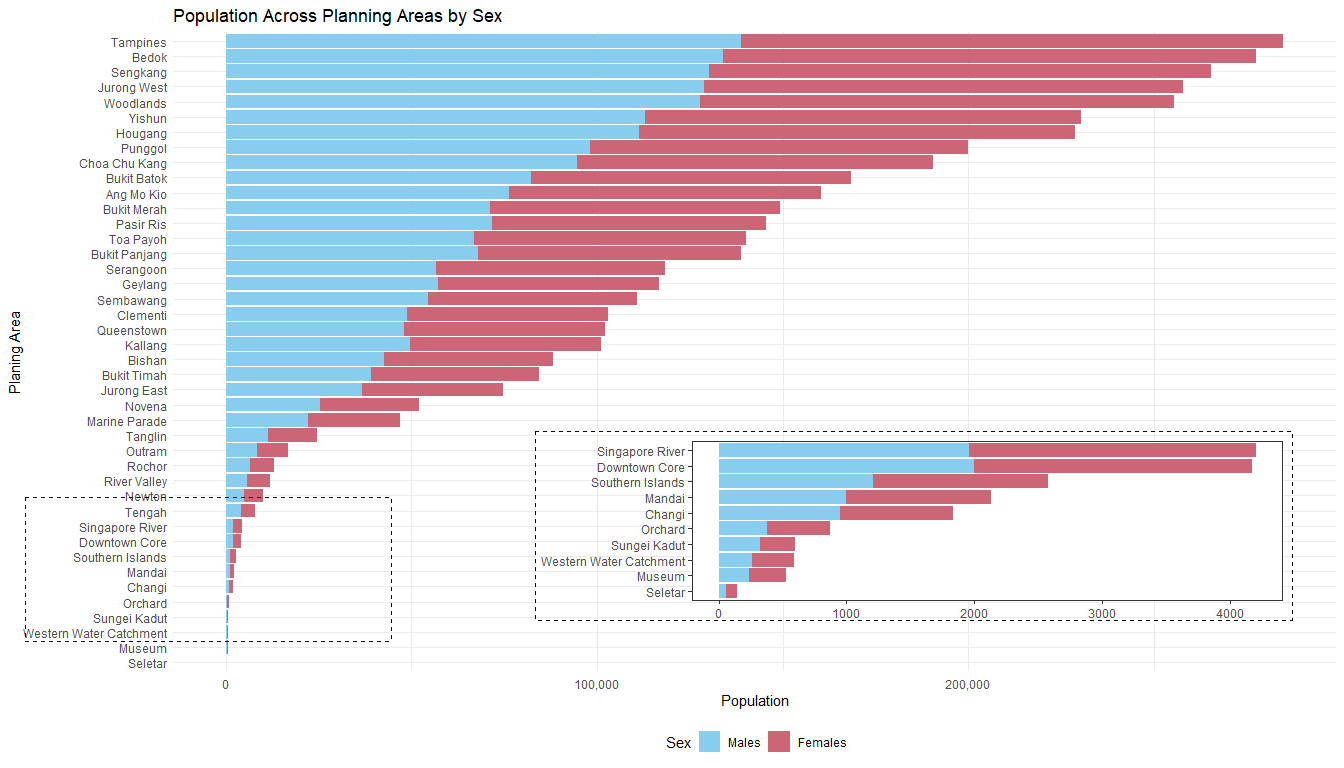 Population Across Planning Areas by Sex
Planing Area
Tampines
Bedok
Sengkang
Jurong West
Woodlands
Yishun
Hougang
Punggol
Choa Chu Kang
Bukit Batok
Ang Mo Kio
Bukit Merah
Pasir Ris
Toa Payoh
Bukit Panjang
Serangoon
Geylang
Sembawang
Clementi
Queenstown
Kallang
Bishan
Bukit Timah
Jurong East
Novena
Marine Parade
Tanglin
Outram
Rochor
River Valley
Newton
Tengah
Singapore River
Downtown Core
Southern Islands
Mandai
Changi
Orchard
Sungei Kadut
Western Water Catchment
Museum
Seletar
Singapore River
Downtown Core
Southern Islands
Mandai
Changi
Orchard
Sungei Kadut
Western Water Catchment
Museum
Seletar
0 1000 2000 3000 4000
0 100,000 200,000
Population
Sex Males Females